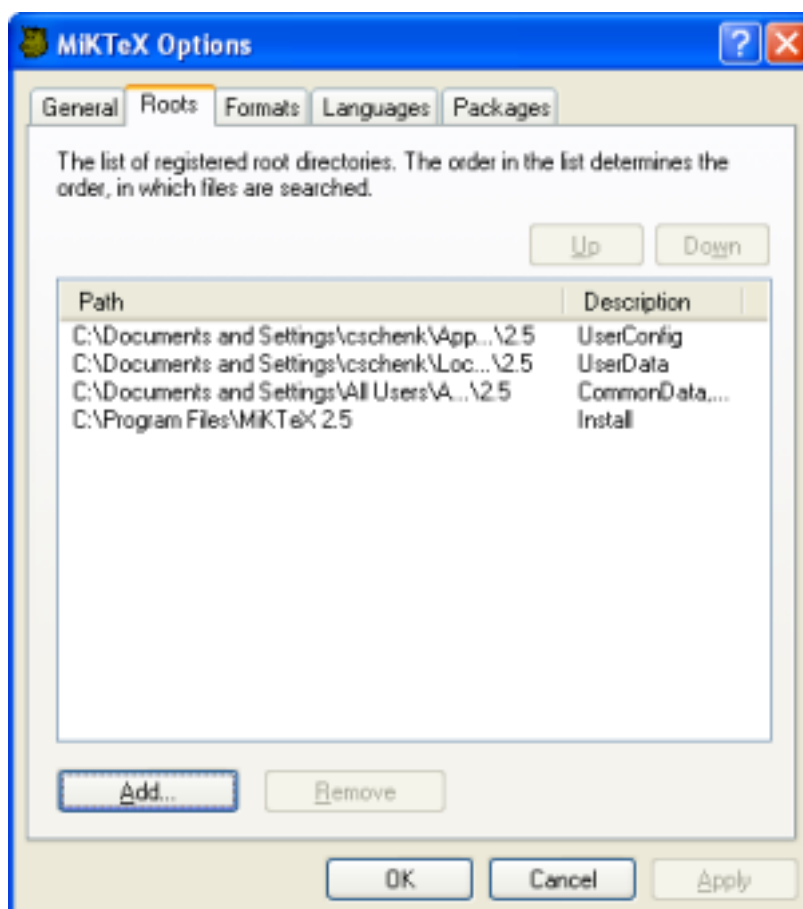 MiKTeX Options
General Roots Formats Languages Packages
The list of registered root directories. The order in the list determines the
order, in which files are searched.
Up Down
Path Description
C:\Documents and Settings\cschenk\App...\2.5 UserConfig
C:\Documents and Settings\cschenk\Loc...\2.5 UserData
C:\Documents and Settings\All Users\A...\2.5 CommonData,...
C:\Program Files\MiKTeX 2.5 Install
Add... Remove
OK Cancel Apply